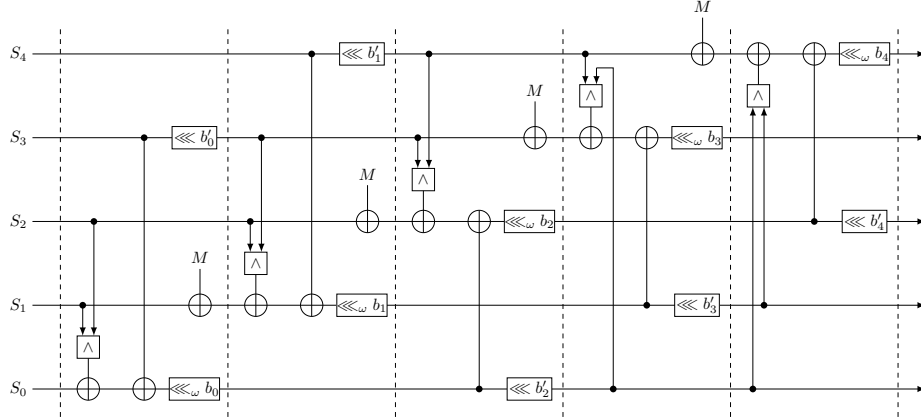 M
S₄ ⋘ b′₁ ⋘ω b₄
∧ ∧
M
S₃ ⋘ b′₀ ⋘ω b₃
∧
M
S₂ ⋘ω b₂ ⋘ b′₄
∧
M
S₁ ⋘ω b₁ ⋘ b′₃
∧
S₀ ⋘ω b₀ ⋘ b′₂